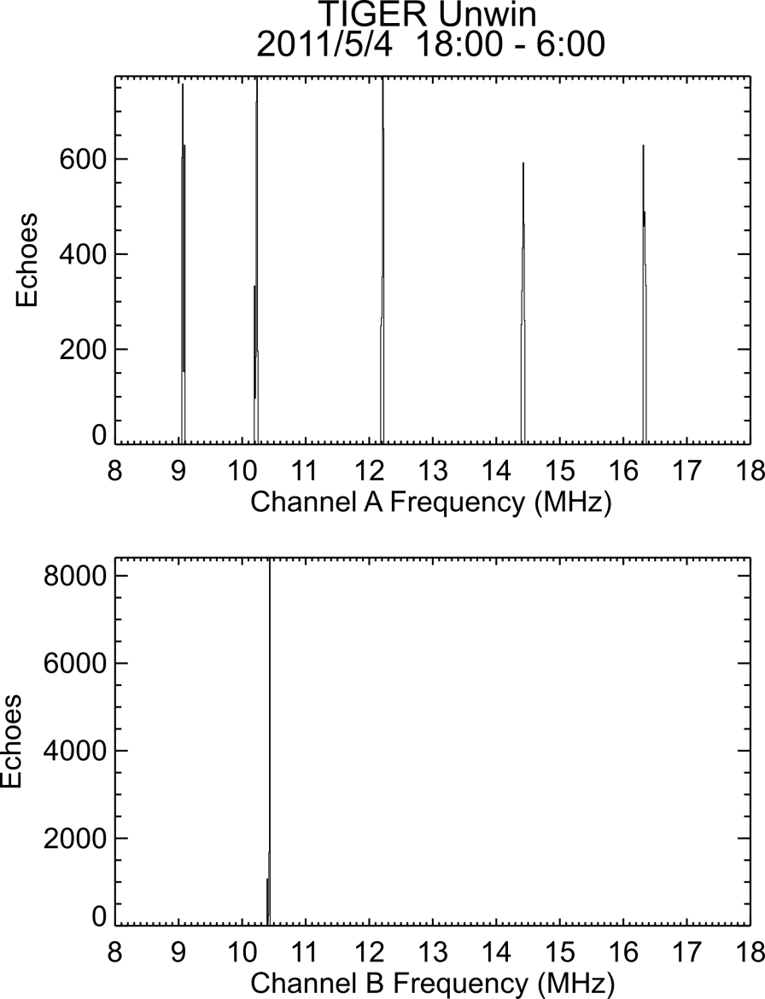 TIGER Unwin
2011/5/4 18:00 - 6:00
600
400
200
0
Echoes
8 9 10 11 12 13 14 15 16 17 18
Channel A Frequency (MHz)
8000
6000
4000
2000
0
Echoes
8 9 10 11 12 13 14 15 16 17 18
Channel B Frequency (MHz)